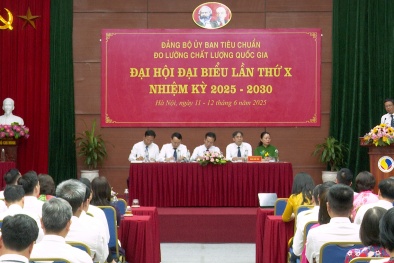 ĐẢNG BỘ ỦY BAN TIÊU CHUẨN
ĐO LƯỜNG CHẤT LƯỢNG QUỐC GIA
ĐẠI HỘI ĐẠI BIỂU LẦN THỨ X
NHIỆM KỲ 2025 - 2030
Hà Nội, ngày 11 - 12 tháng 6 năm 2025